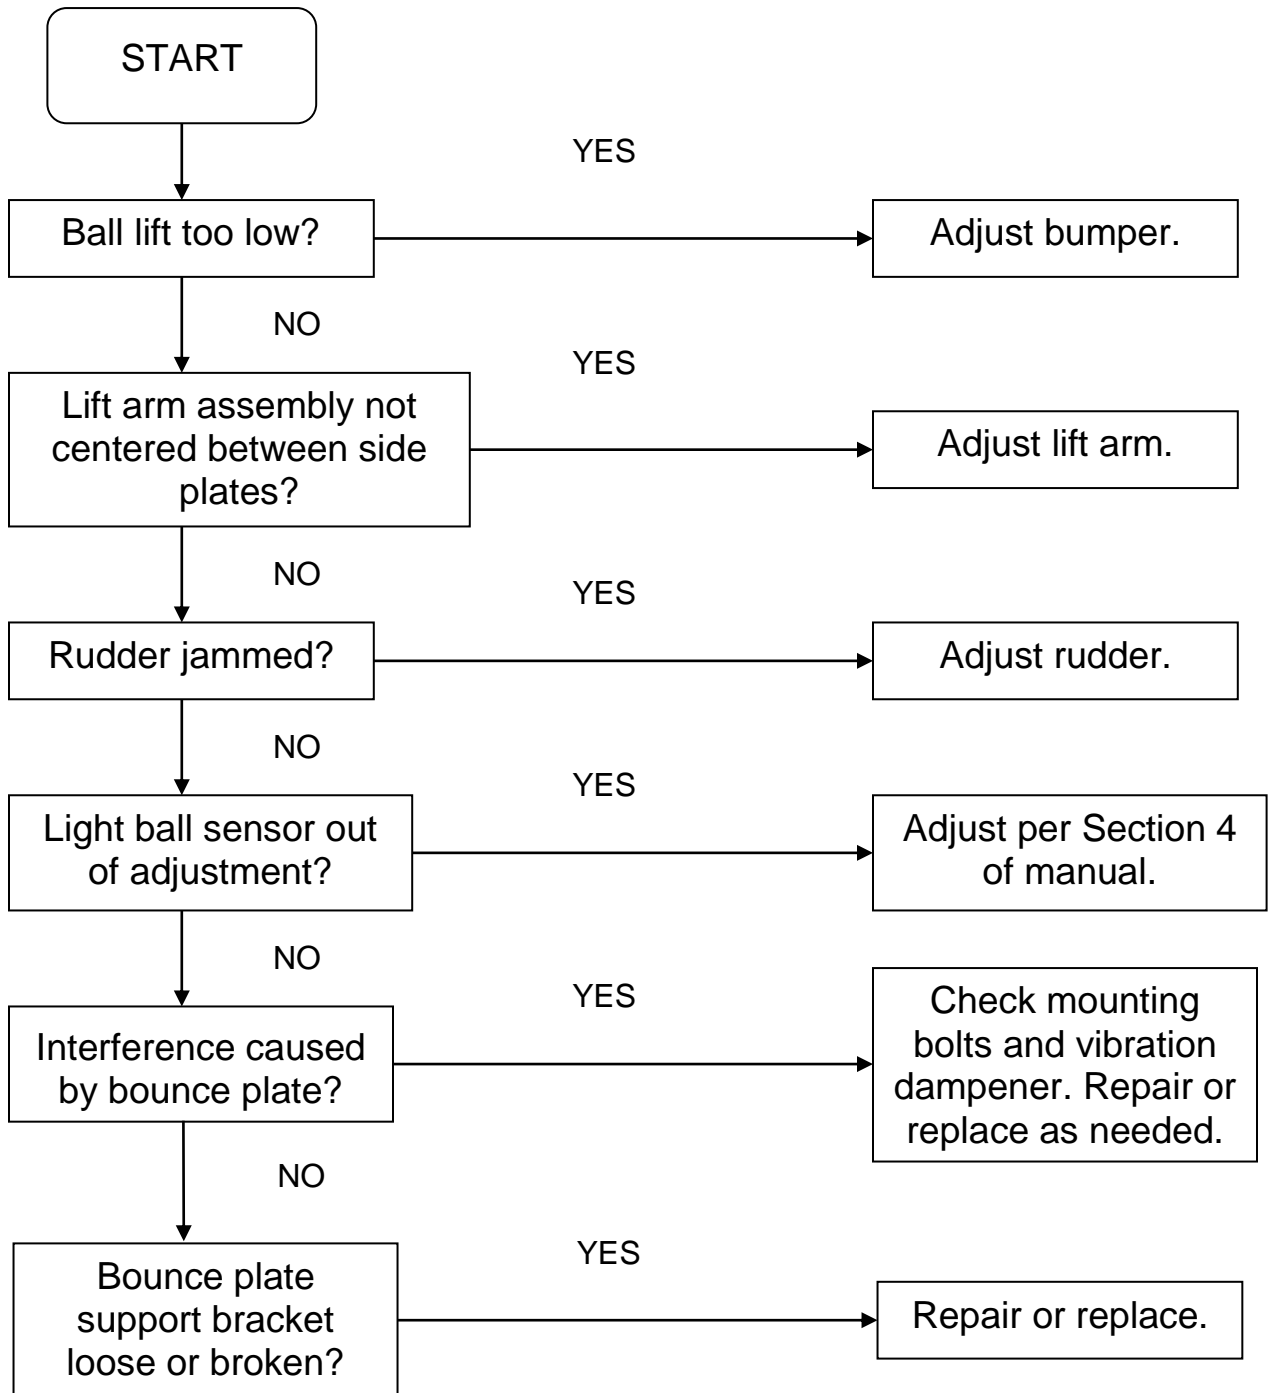 START
YES
Ball lift too low?
Adjust bumper.
NO
YES
Lift arm assembly not
centered between side
plates?
Adjust lift arm.
NO
YES
Rudder jammed?
Adjust rudder.
NO
YES
Light ball sensor out
of adjustment?
Adjust per Section 4
of manual.
NO
YES
Interference caused
by bounce plate?
Check mounting
bolts and vibration
dampener. Repair or
replace as needed.
NO
YES
Bounce plate
support bracket
loose or broken?
Repair or replace.